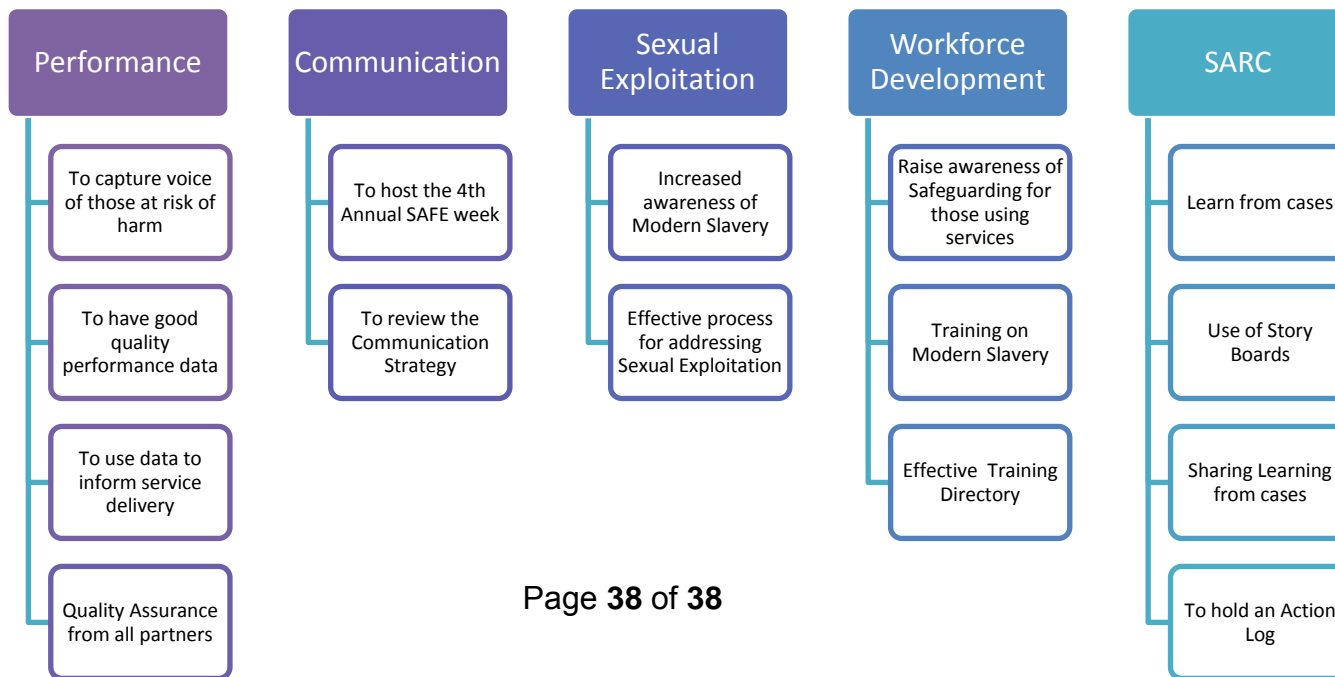 Performance
To capture voice
of those at risk of
harm
To have good
quality
performance data
To use data to
inform service
delivery
Quality Assurance
from all partners
Communication
To host the 4th
Annual SAFE week
To review the
Communication
Strategy
Sexual
Exploitation
Increased
awareness of
Modern Slavery
Effective process
for addressing
Sexual Exploitation
Workforce
Development
Raise awareness of
Safeguarding for
those using
services
Training on
Modern Slavery
Effective Training
Directory
SARC
Learn from cases
Use of Story
Boards
Sharing Learning
from cases
To hold an Action
Log
Page 38 of 38